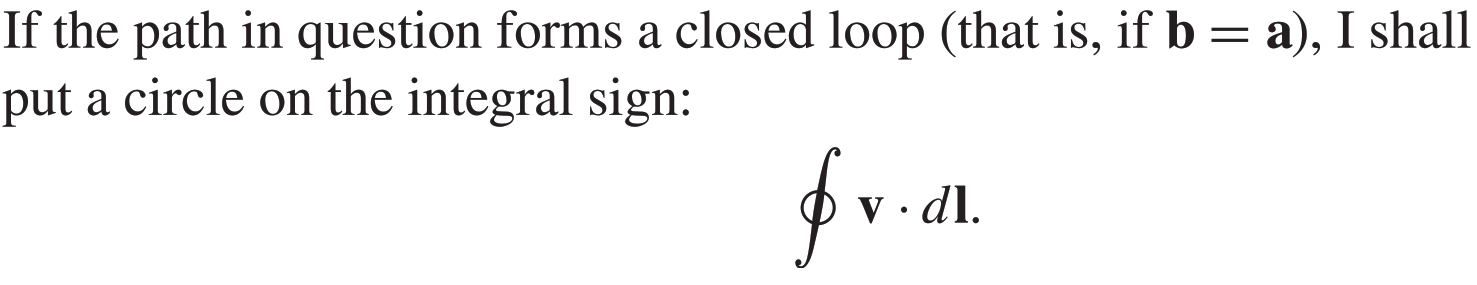 If the path in question forms a closed loop (that is, if b = a), I shall
put a circle on the integral sign:
∮ v · dl.